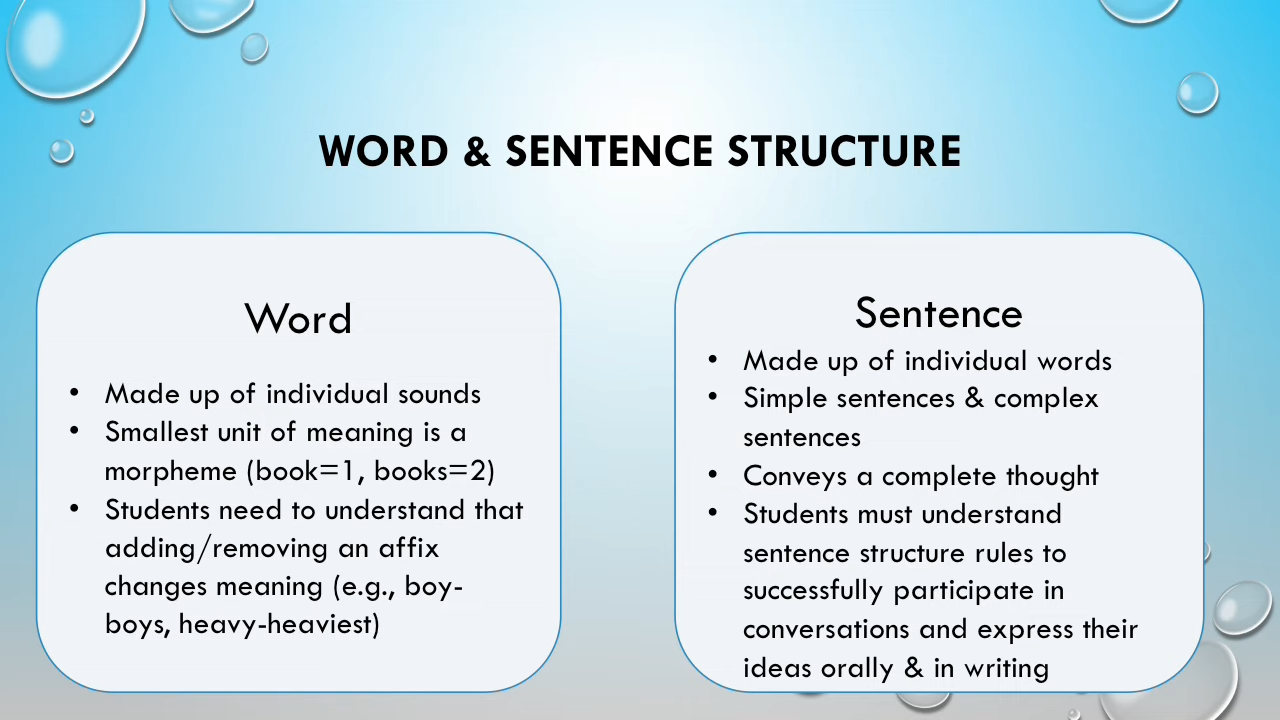 WORD & SENTENCE STRUCTURE
Word
• Made up of individual sounds
• Smallest unit of meaning is a
morpheme (book=1, books=2)
• Students need to understand that
adding/removing an affix
changes meaning (e.g., boy-
boys, heavy-heaviest)
Sentence
• Made up of individual words
• Simple sentences & complex
sentences
• Conveys a complete thought
• Students must understand
sentence structure rules to
successfully participate in
conversations and express their
ideas orally & in writing